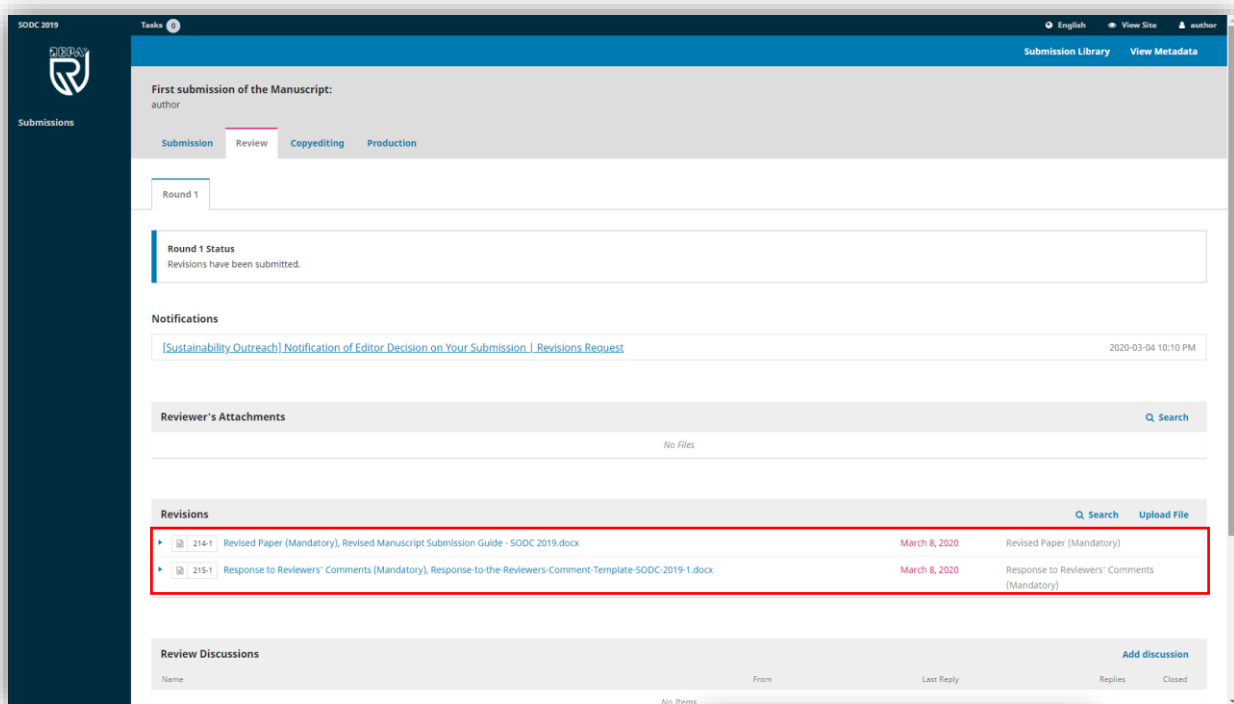 SODC 2019
Tasks 0
English
View Site
author
Submission Library
View Metadata
Submissions
First submission of the Manuscript:
author
Submission
Review
Copyediting
Production
Round 1
Round 1 Status
Revisions have been submitted.
Notifications
[Sustainability Outreach] Notification of Editor Decision on Your Submission | Revisions Request
2020-03-04 10:10 PM
Reviewer's Attachments
Search
No Files
Revisions
Search
Upload File
214-1 Revised Paper (Mandatory), Revised Manuscript Submission Guide - SODC 2019.docx
March 8, 2020
Revised Paper (Mandatory)
215-1 Response to Reviewers' Comments (Mandatory), Response-to-the-Reviewers-Comment-Template-SODC-2019-1.docx
March 8, 2020
Response to Reviewers' Comments
(Mandatory)
Review Discussions
Add discussion
Name
From
Last Reply
Replies
Closed
No Items